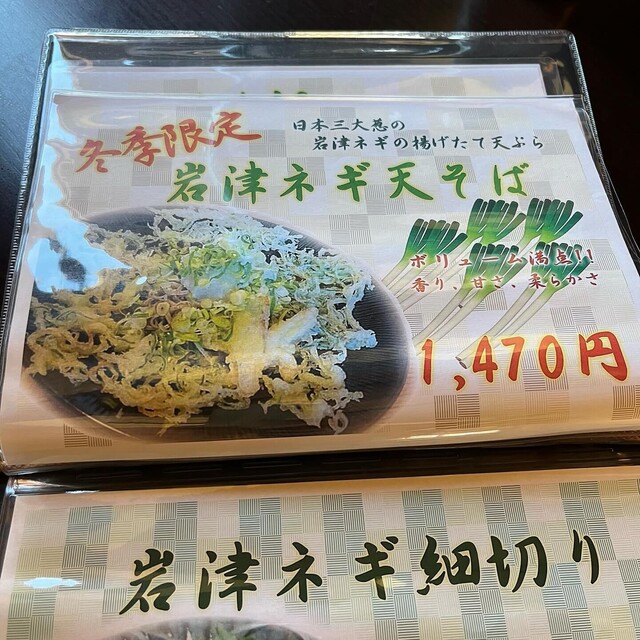 冬季限定
日本三大葱の
岩津ネギの揚げたて天ぷら
岩津ネギ天そば
ボリューム満点!!
香り、甘さ、柔らかさ
1,470円
岩津ネギ細切り